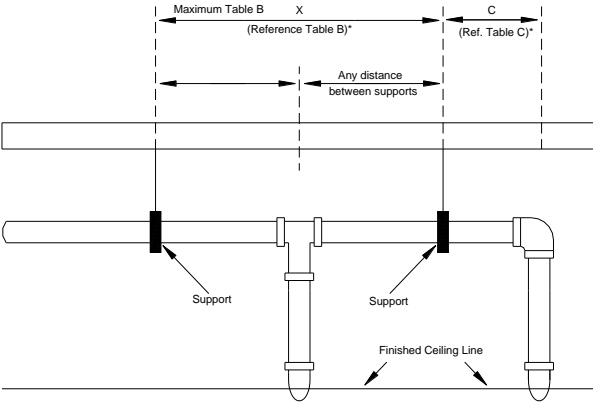 Maximum Table B X C
(Reference Table B)* (Ref. Table C)*
Any distance
between supports
Support
Support
Finished Ceiling Line